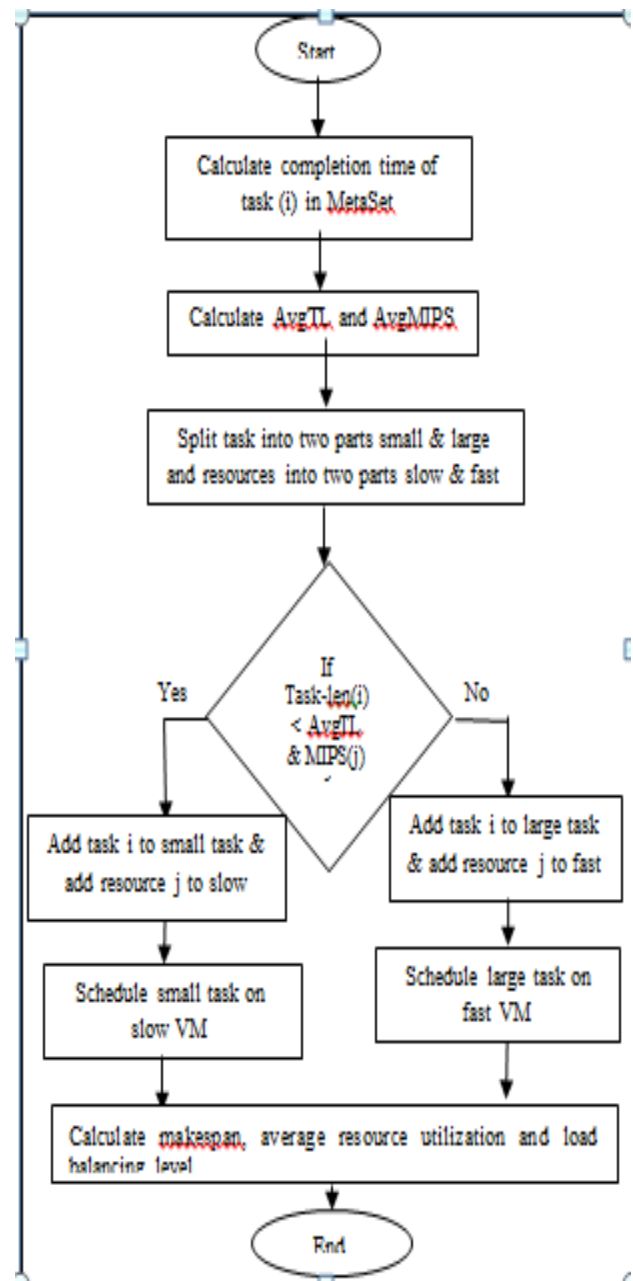 Start
Calculate completion time of
task (i) in MetaSet
Calculate AvgTL and AvgMIPS
Split task into two parts small & large
and resources into two parts slow & fast
If
Task-len(i)
< AvgTL
& MIPS(j)
Yes
No
Add task i to small task &
add resource j to slow
Add task i to large task
& add resource j to fast
Schedule small task on
slow VM
Schedule large task on
fast VM
Calculate makespan, average resource utilization and load
balancing level
End